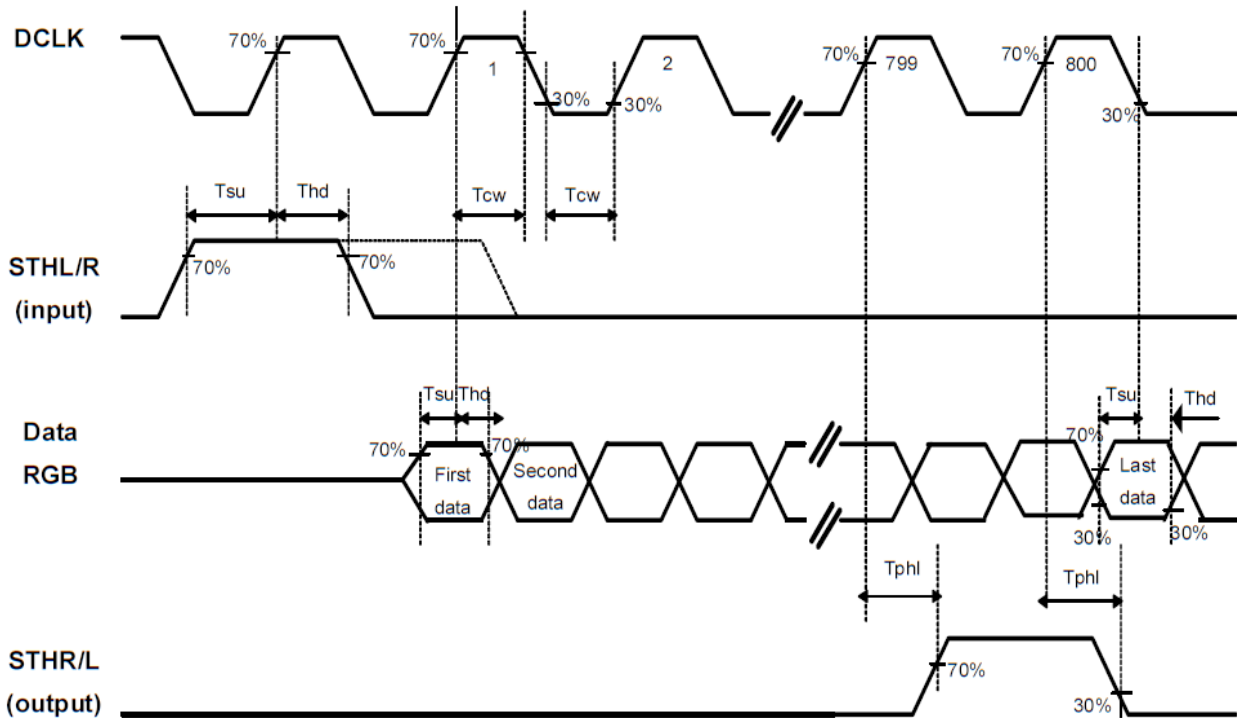 DCLK
70%
70%
1
30%
30%
2
70%
799
70%
800
30%
Tsu
Thd
Tcw
Tcw
STHL/R
(input)
70%
70%
Data
RGB
Tsu
Thd
70%
70%
First
data
Second
data
Tsu
Thd
70%
Last
data
30%
30%
Tphl
Tphl
STHR/L
(output)
70%
30%